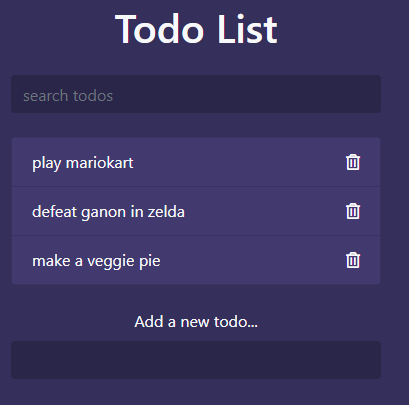 Todo List
search todos
play mariokart
defeat ganon in zelda
make a veggie pie
Add a new todo...